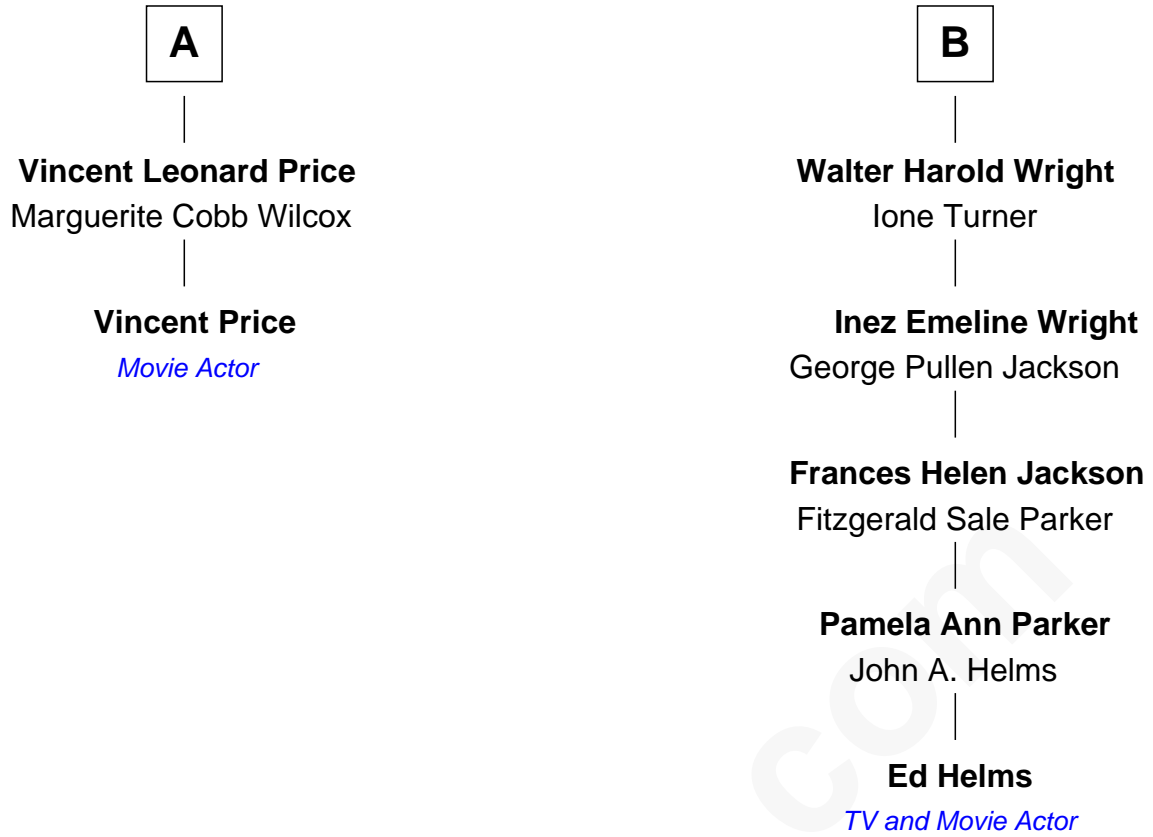 A
Vincent Leonard Price
Marguerite Cobb Wilcox
Vincent Price
Movie Actor
B
Walter Harold Wright
Ione Turner
Inez Emeline Wright
George Pullen Jackson
Frances Helen Jackson
Fitzgerald Sale Parker
Pamela Ann Parker
John A. Helms
Ed Helms
TV and Movie Actor
com